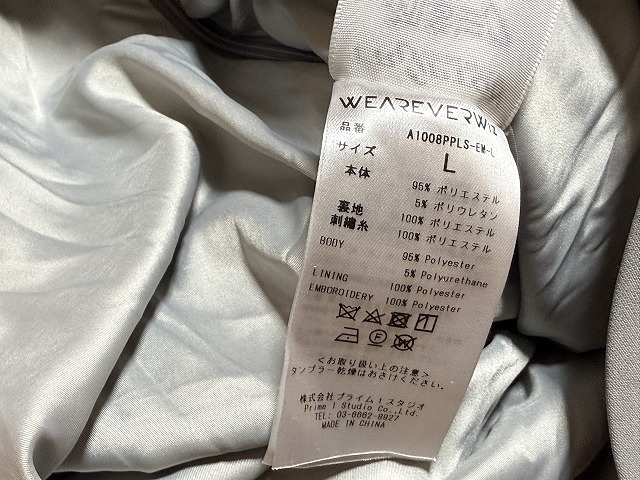 WEAREVERWIZ
品番 A1008PPLS-EM-L
サイズ L
本体 95% ポリエステル
5% ポリウレタン
裏地 100% ポリエステル
刺繍糸 100% ポリエステル
BODY 95% Polyester
5% Polyurethane
LINING 100% Polyester
EMBOROIDERY 100% Polyester
<お取り扱い上の注意>
タンブラー乾燥はおさけください。
株式会社プライム1スタジオ
Prime 1 Studio Co., Ltd.
TEL: 03-6682-8927
MADE IN CHINA